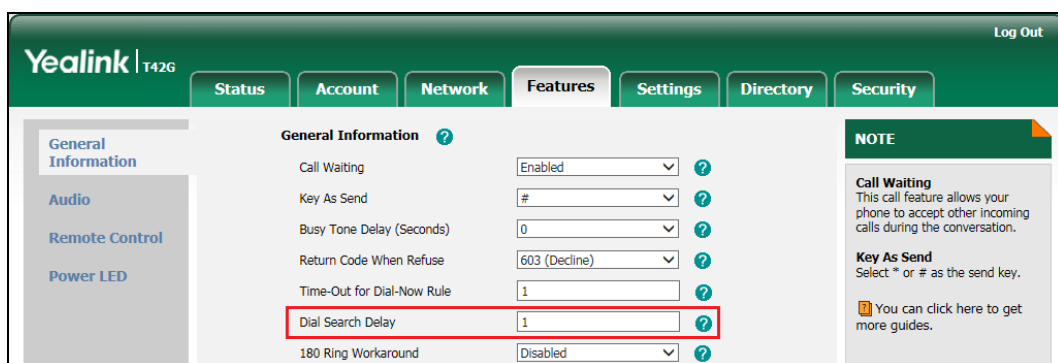 Log Out
Yealink T42G
Status Account Network Features Settings Directory Security
General
Information
Audio
Remote Control
Power LED
General Information ?
Call Waiting Enabled ?
Key As Send # ?
Busy Tone Delay (Seconds) 0 ?
Return Code When Refuse 603 (Decline) ?
Time-Out for Dial-Now Rule 1 ?
Dial Search Delay 1 ?
180 Ring Workaround Disabled ?
NOTE
Call Waiting
This call feature allows your
phone to accept other incoming
calls during the conversation.
Key As Send
Select * or # as the send key.
? You can click here to get
more guides.